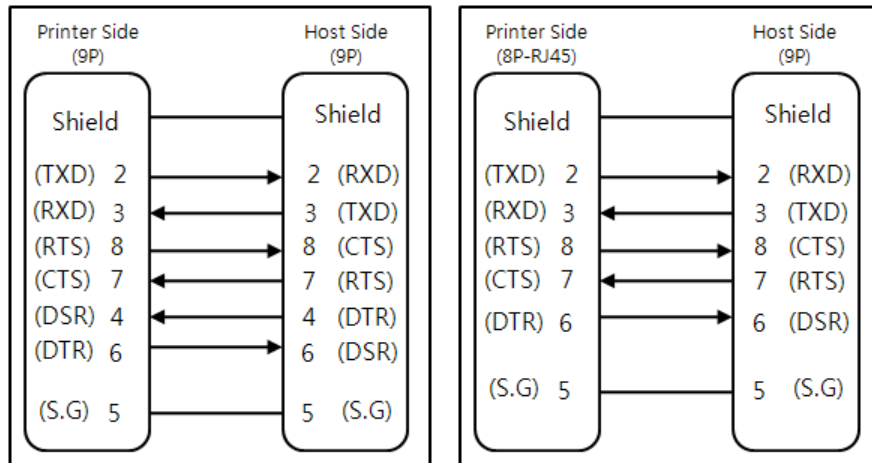 Printer Side
(9P)
Host Side
(9P)
Shield
Shield
(TXD) 2
2 (RXD)
(RXD) 3
3 (TXD)
(RTS) 8
8 (CTS)
(CTS) 7
7 (RTS)
(DSR) 4
4 (DTR)
(DTR) 6
6 (DSR)
(S.G) 5
5 (S.G)
Printer Side
(8P-RJ45)
Host Side
(9P)
Shield
Shield
(TXD) 2
2 (RXD)
(RXD) 3
3 (TXD)
(RTS) 8
8 (CTS)
(CTS) 7
7 (RTS)
(DTR) 6
6 (DSR)
(S.G) 5
5 (S.G)